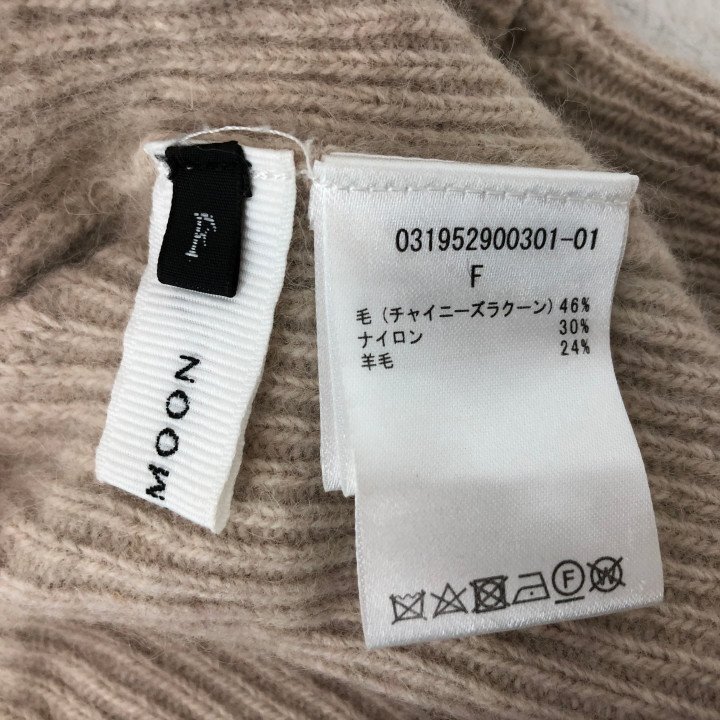 F
MOON
031952900301-01
F
毛(チャイニーズラクーン)46%
ナイロン 30%
羊毛 24%
F
W